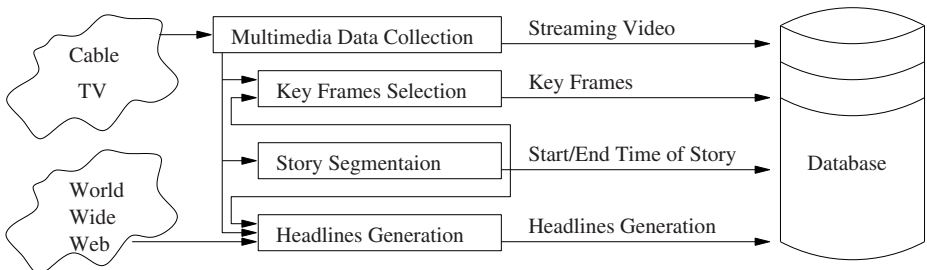 Cable
TV
World
Wide
Web
Multimedia Data Collection
Key Frames Selection
Story Segmentaion
Headlines Generation
Streaming Video
Key Frames
Start/End Time of Story
Headlines Generation
Database